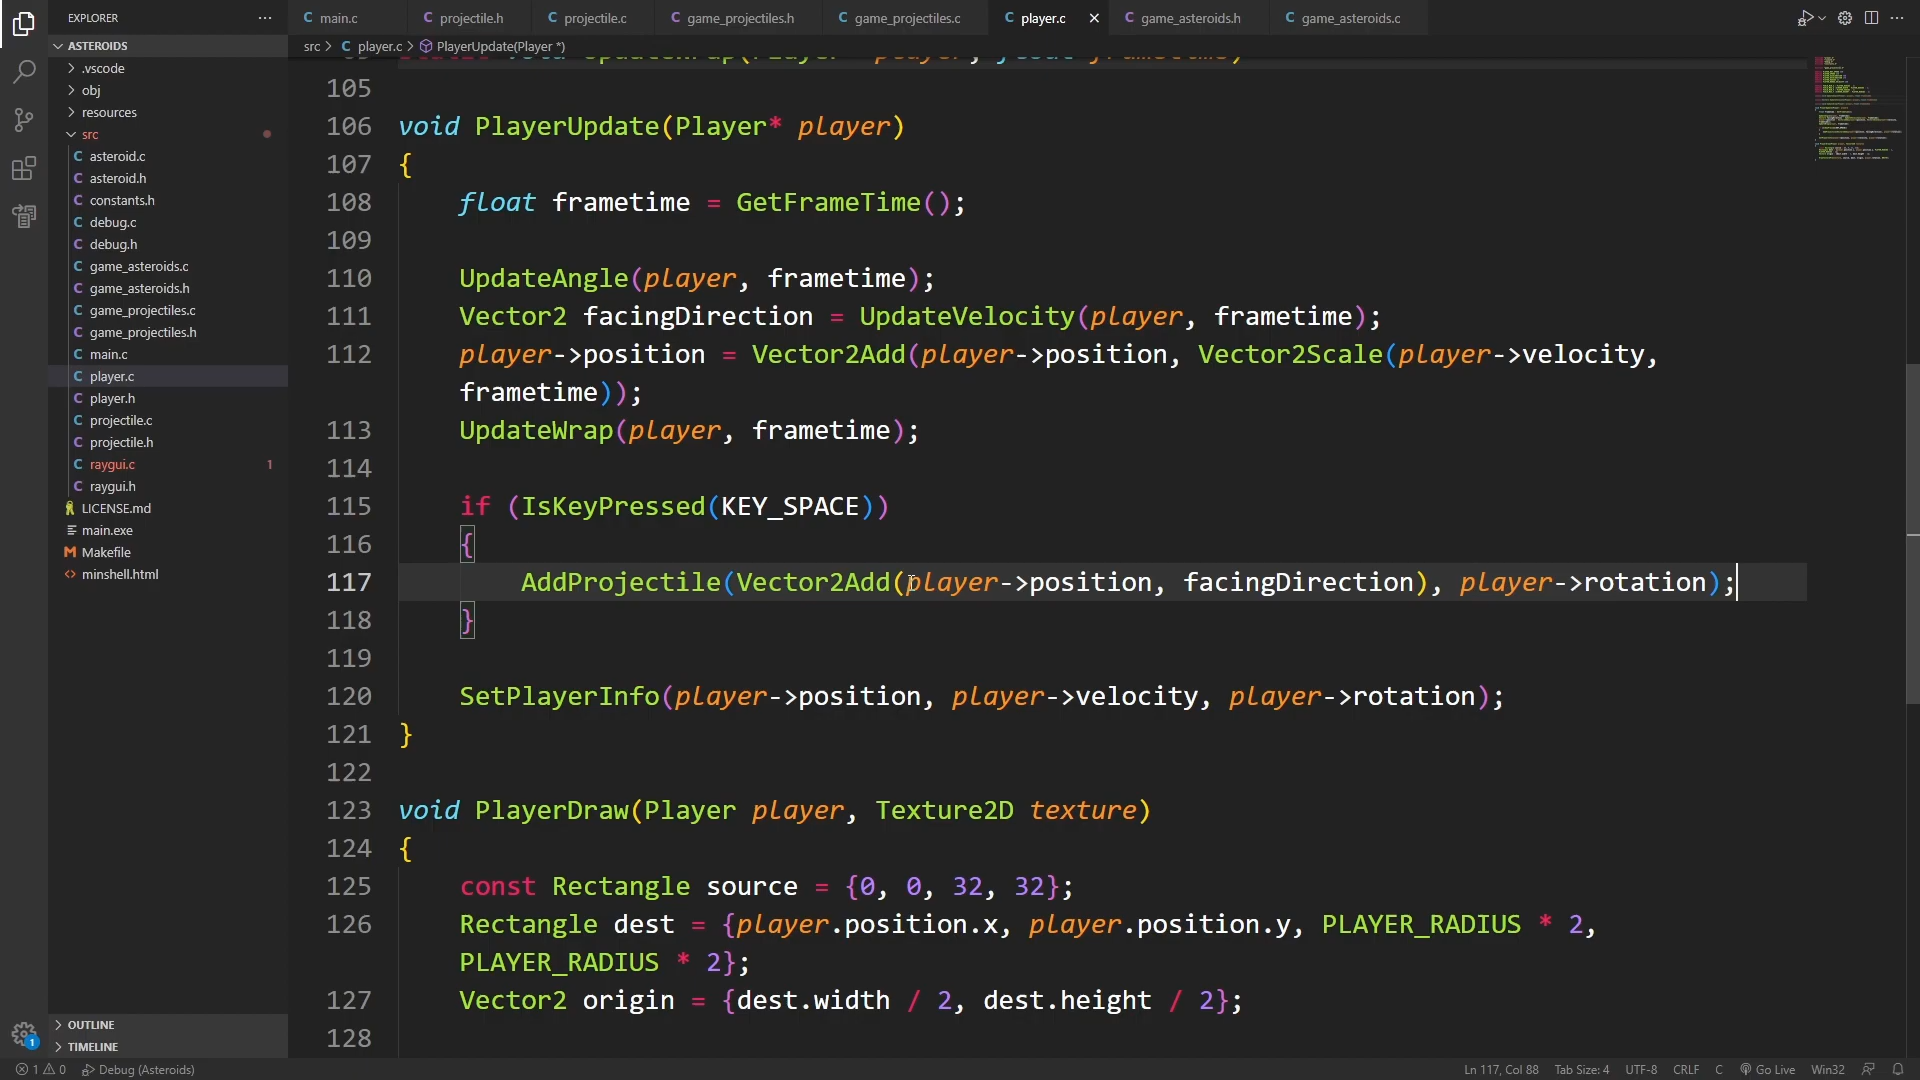 EXPLORER
main.c
projectile.h
projectile.c
game_projectiles.h
game_projectiles.c
player.c
game_asteroids.h
game_asteroids.c
ASTEROIDS
src > player.c > PlayerUpdate(Player *)
.vscode
obj
resources
src
asteroid.c
asteroid.h
constants.h
debug.c
debug.h
game_asteroids.c
game_asteroids.h
game_projectiles.c
game_projectiles.h
main.c
player.c
player.h
projectile.c
projectile.h
raygui.c 1
raygui.h
LICENSE.md
main.exe
Makefile
minshell.html
OUTLINE
TIMELINE
105
106 void PlayerUpdate(Player* player)
107 {
108 float frametime = GetFrameTime();
109
110 UpdateAngle(player, frametime);
111 Vector2 facingDirection = UpdateVelocity(player, frametime);
112 player->position = Vector2Add(player->position, Vector2Scale(player->velocity,
frametime));
113 UpdateWrap(player, frametime);
114
115 if (IsKeyPressed(KEY_SPACE))
116 {
117 AddProjectile(Vector2Add(player->position, facingDirection), player->rotation);
118 }
119
120 SetPlayerInfo(player->position, player->velocity, player->rotation);
121 }
122
123 void PlayerDraw(Player player, Texture2D texture)
124 {
125 const Rectangle source = {0, 0, 32, 32};
126 Rectangle dest = {player.position.x, player.position.y, PLAYER_RADIUS * 2,
PLAYER_RADIUS * 2};
127 Vector2 origin = {dest.width / 2, dest.height / 2};
128
1
1 0 Debug (Asteroids) Ln 117, Col 88 Tab Size: 4 UTF-8 CRLF C Go Live Win32